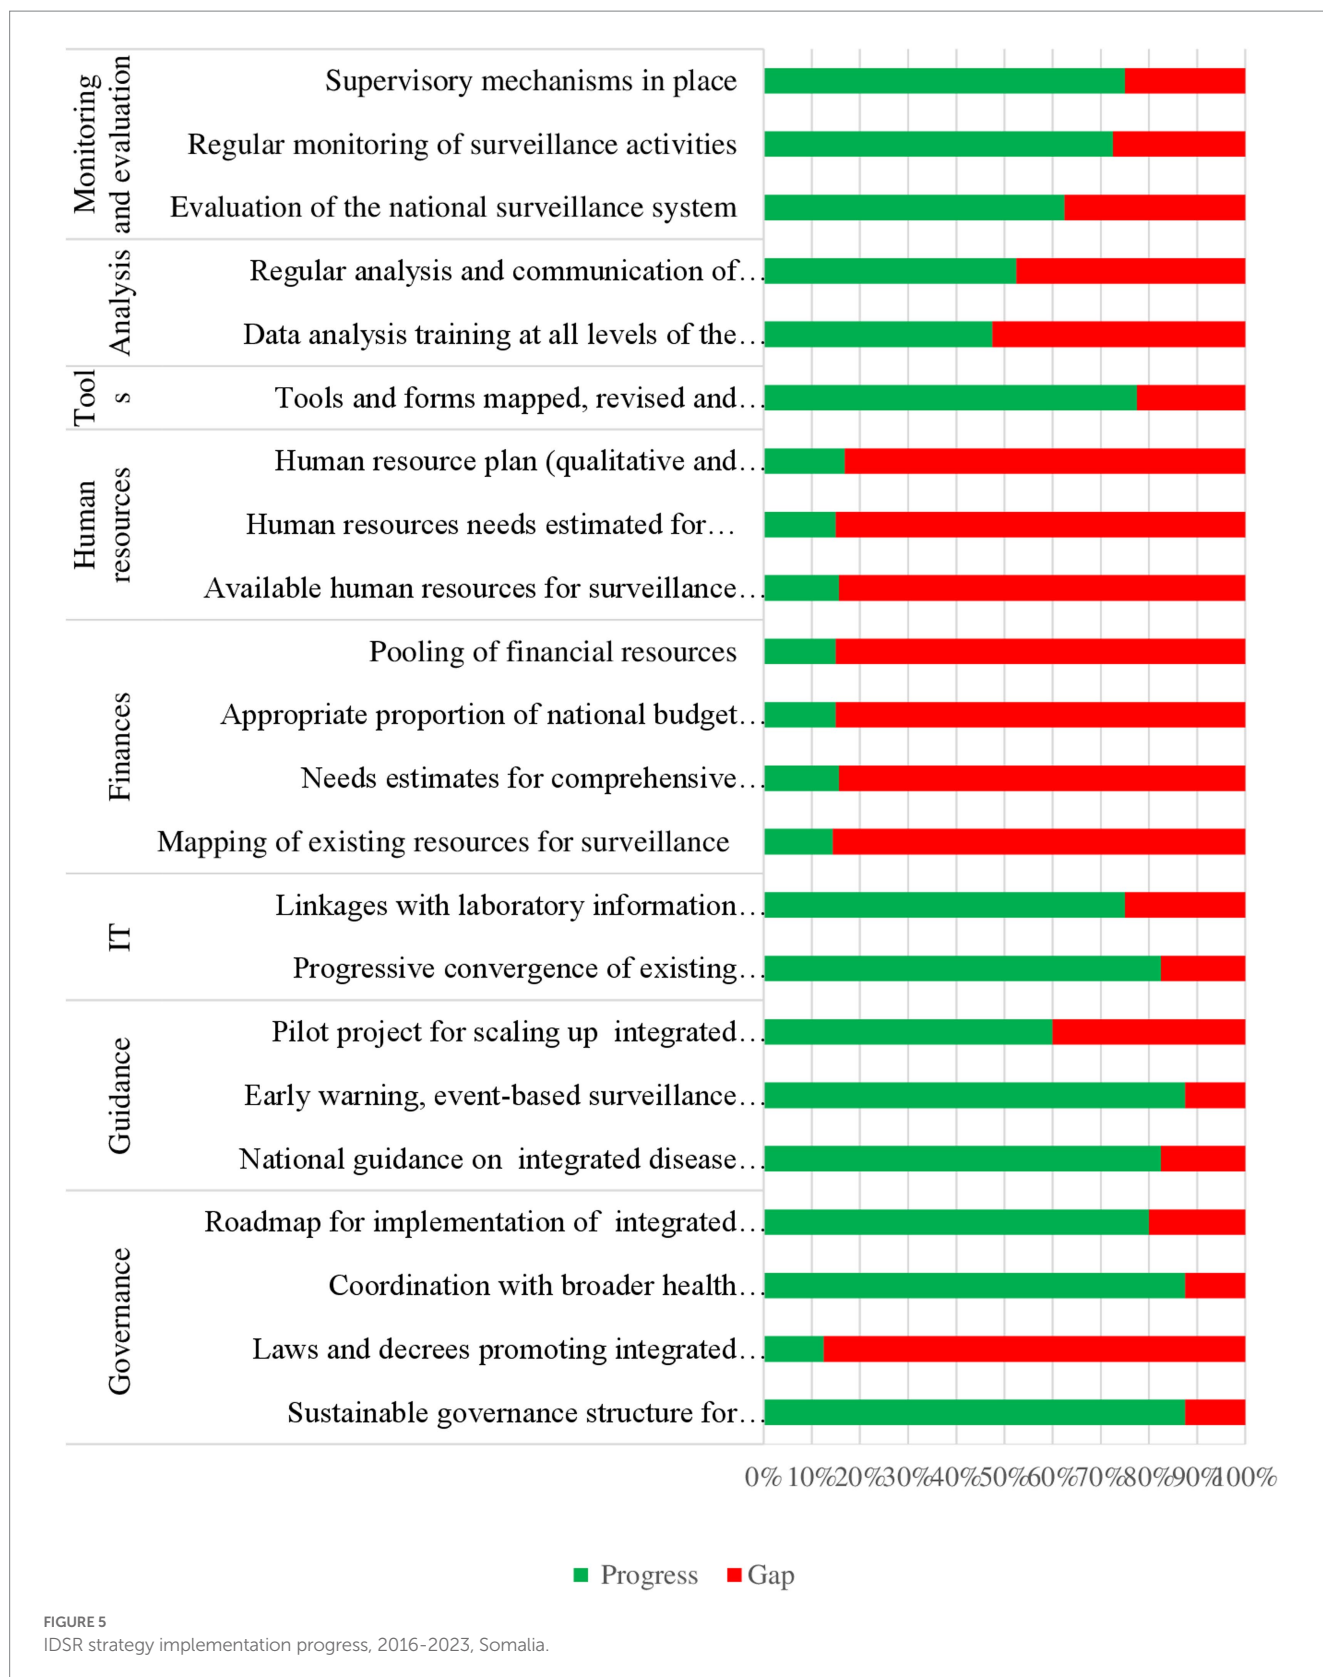 Monitoring
and evaluation
Supervisory mechanisms in place
Regular monitoring of surveillance activities
Evaluation of the national surveillance system
Analysis
Regular analysis and communication of…
Data analysis training at all levels of the…
Tool
s
Tools and forms mapped, revised and…
Human
resources
Human resource plan (qualitative and…
Human resources needs estimated for…
Available human resources for surveillance…
Finances
Pooling of financial resources
Appropriate proportion of national budget…
Needs estimates for comprehensive…
Mapping of existing resources for surveillance
IT
Linkages with laboratory information…
Progressive convergence of existing…
Guidance
Pilot project for scaling up  integrated…
Early warning, event-based surveillance…
National guidance on  integrated disease…
Governance
Roadmap for implementation of  integrated…
Coordination with broader health…
Laws and decrees promoting integrated…
Sustainable governance structure for…
0% 10% 20% 30% 40% 50% 60% 70% 80% 90% 100%
Progress Gap
FIGURE 5
IDSR strategy implementation progress, 2016-2023, Somalia.